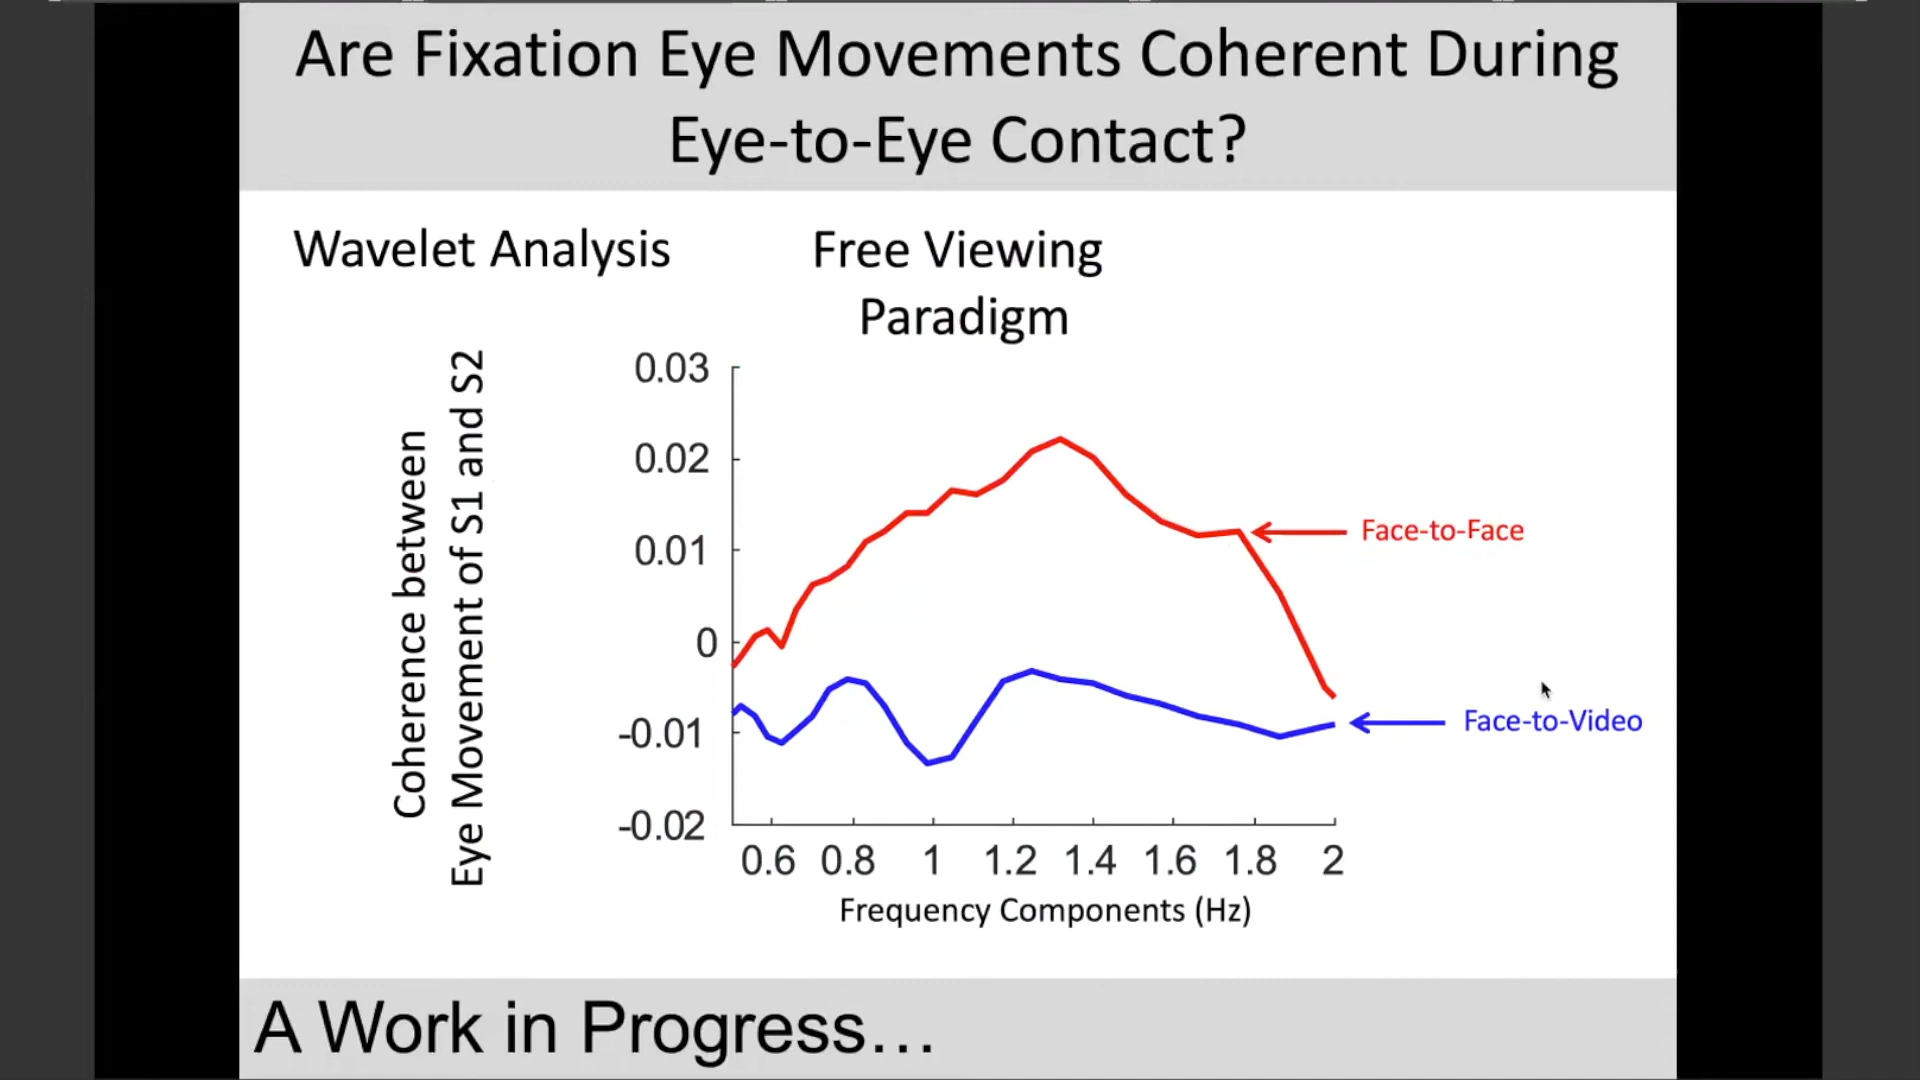 Are Fixation Eye Movements Coherent During
Eye-to-Eye Contact?
Wavelet Analysis
Free Viewing
Paradigm
Coherence between
Eye Movement of S1 and S2
0.03
0.02
0.01
0
-0.01
-0.02
Face-to-Face
Face-to-Video
0.6 0.8 1 1.2 1.4 1.6 1.8 2
Frequency Components (Hz)
A Work in Progress…